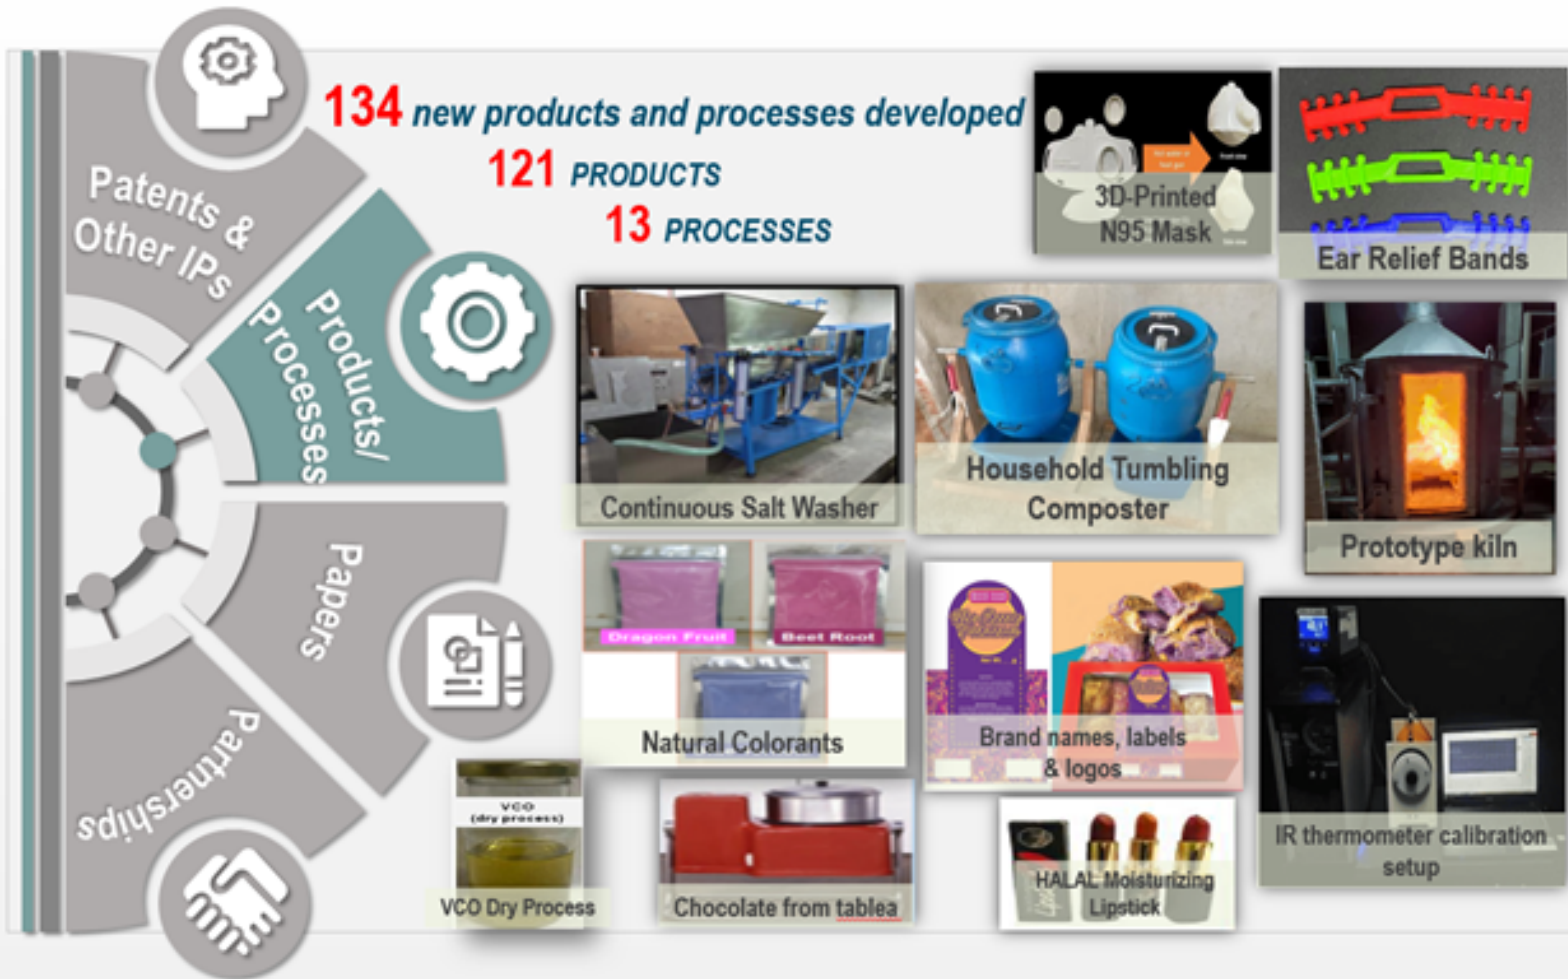 134 new products and processes developed
121 PRODUCTS
13 PROCESSES
Patents &
Other IPs
Products/
Processes
Papers
Partnerships
3D-Printed
N95 Mask
Ear Relief Bands
Continuous Salt Washer
Household Tumbling
Composter
Prototype kiln
Dragon Fruit
Beet Root
Natural Colorants
Brand names, labels
& logos
IR thermometer calibration
setup
VCO
(dry process)
VCO Dry Process
Chocolate from tablea
HALAL Moisturizing
Lipstick